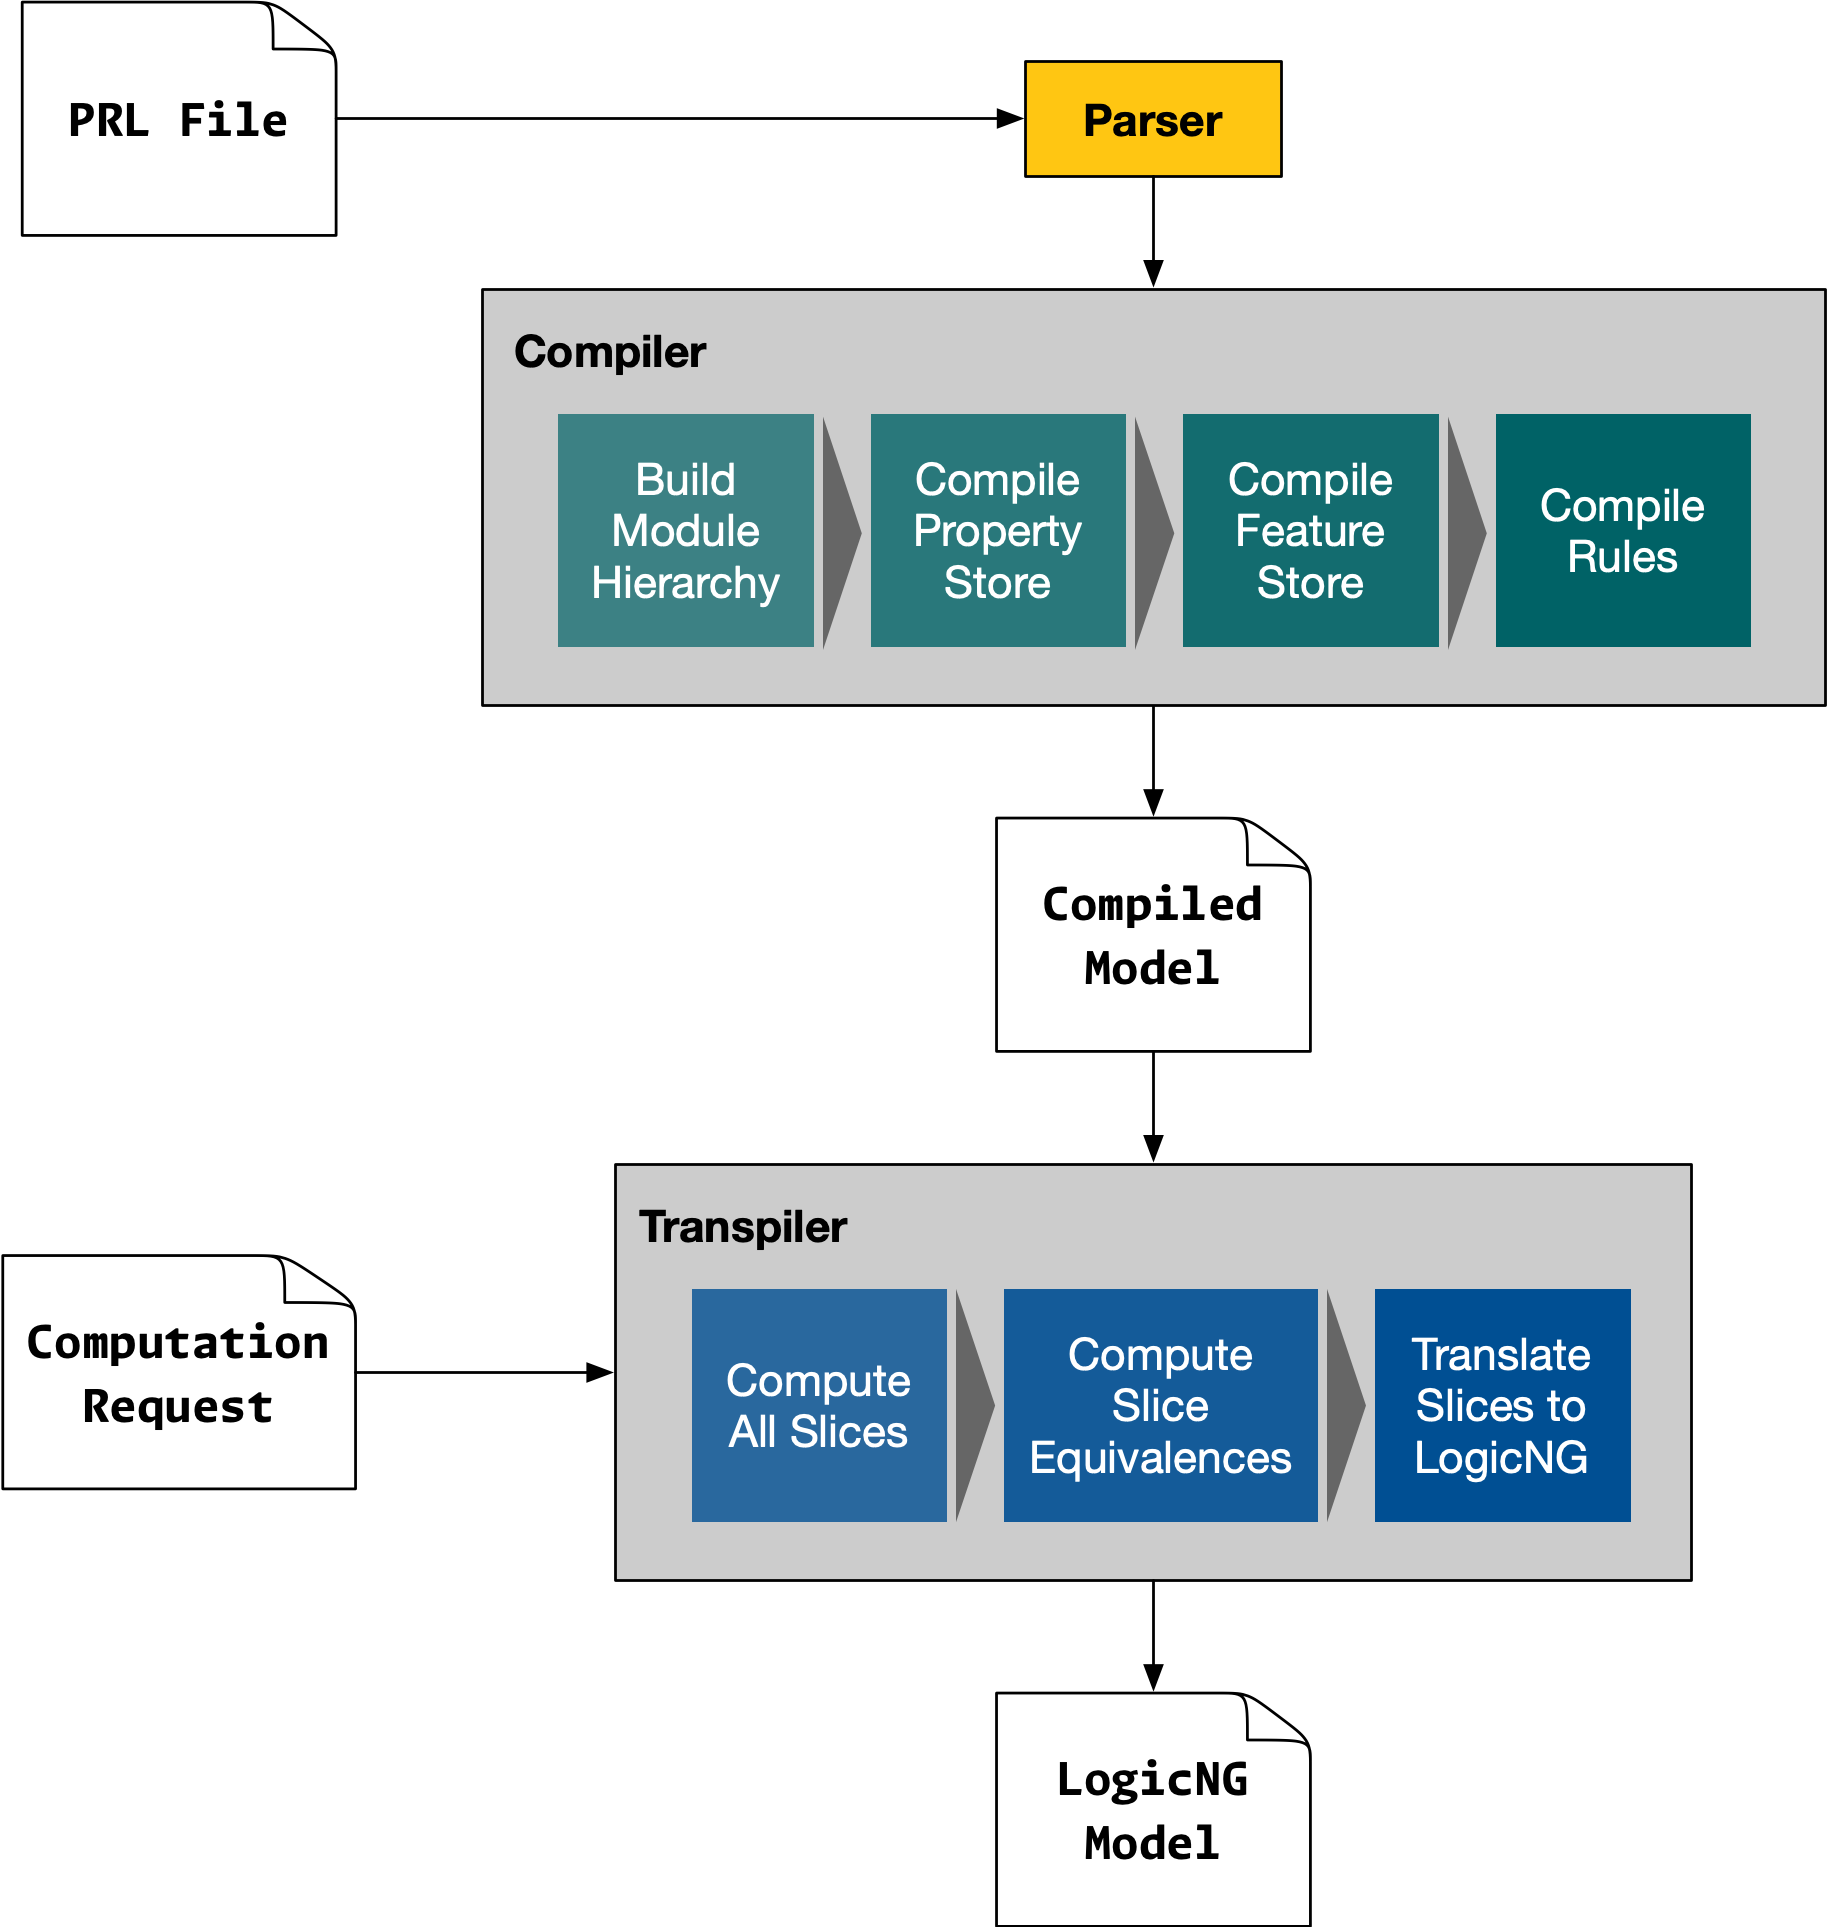 PRL File
Parser
Compiler
Build
Module
Hierarchy
Compile
Property
Store
Compile
Feature
Store
Compile
Rules
Compiled
Model
Transpiler
Computation
Request
Compute
All Slices
Compute
Slice
Equivalences
Translate
Slices to
LogicNG
LogicNG
Model